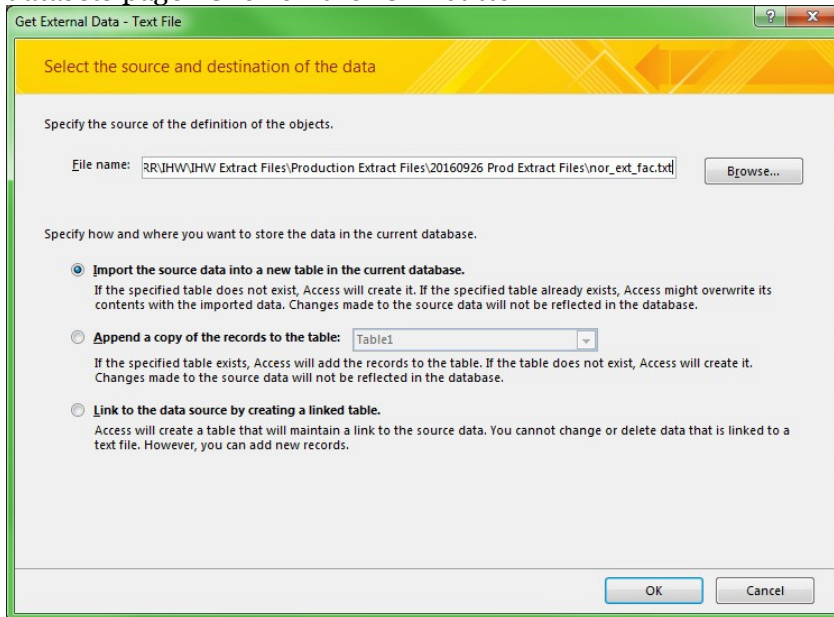 Get External Data - Text File
Select the source and destination of the data
Specify the source of the definition of the objects.
File name: RR\IHW\IHW Extract Files\Production Extract Files\20160926 Prod Extract Files\nor_ext_fac.txt Browse...
Specify how and where you want to store the data in the current database.
Import the source data into a new table in the current database.
If the specified table does not exist, Access will create it. If the specified table already exists, Access might overwrite its
contents with the imported data. Changes made to the source data will not be reflected in the database.
Append a copy of the records to the table: Table1
If the specified table exists, Access will add the records to the table. If the table does not exist, Access will create it.
Changes made to the source data will not be reflected in the database.
Link to the data source by creating a linked table.
Access will create a table that will maintain a link to the source data. You cannot change or delete data that is linked to a
text file. However, you can add new records.
OK Cancel